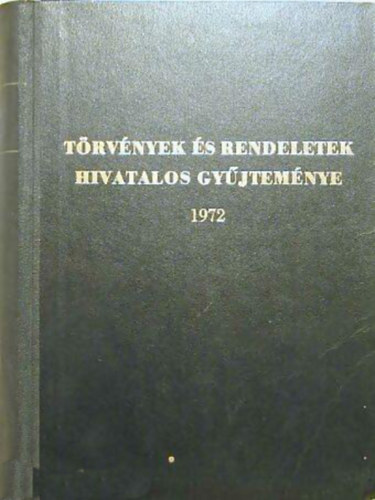 TÖRVÉNYEK ÉS RENDELETEK
HIVATALOS GYŰJTEMÉNYE
1972